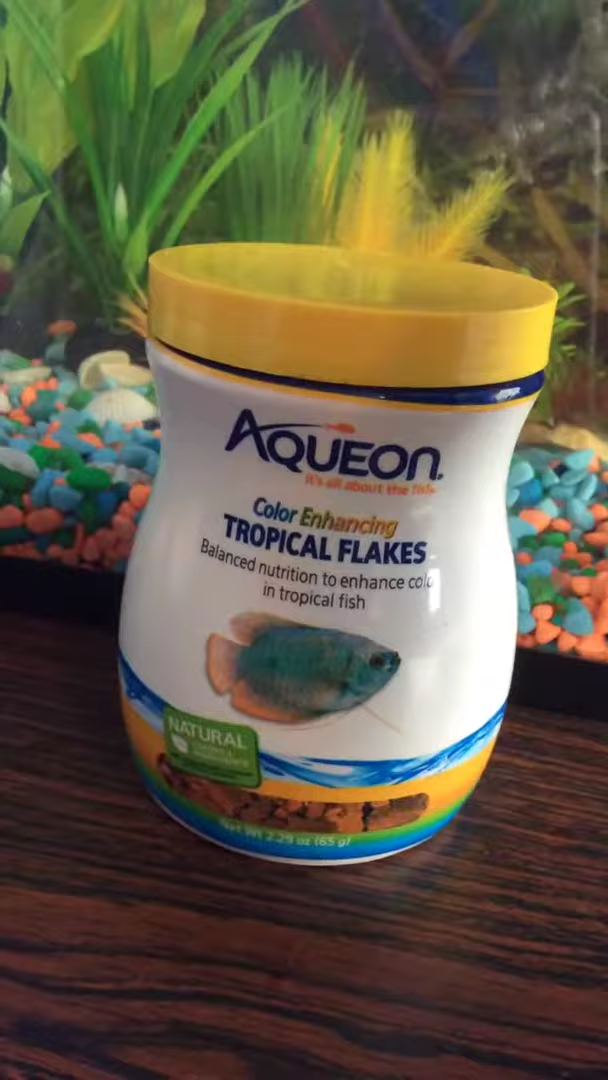 AQUEON.
it's all about the fish
Color Enhancing
TROPICAL FLAKES
Balanced nutrition to enhance colo
in tropical fish
NATURAL
Net Wt 2.29 oz (65 g)